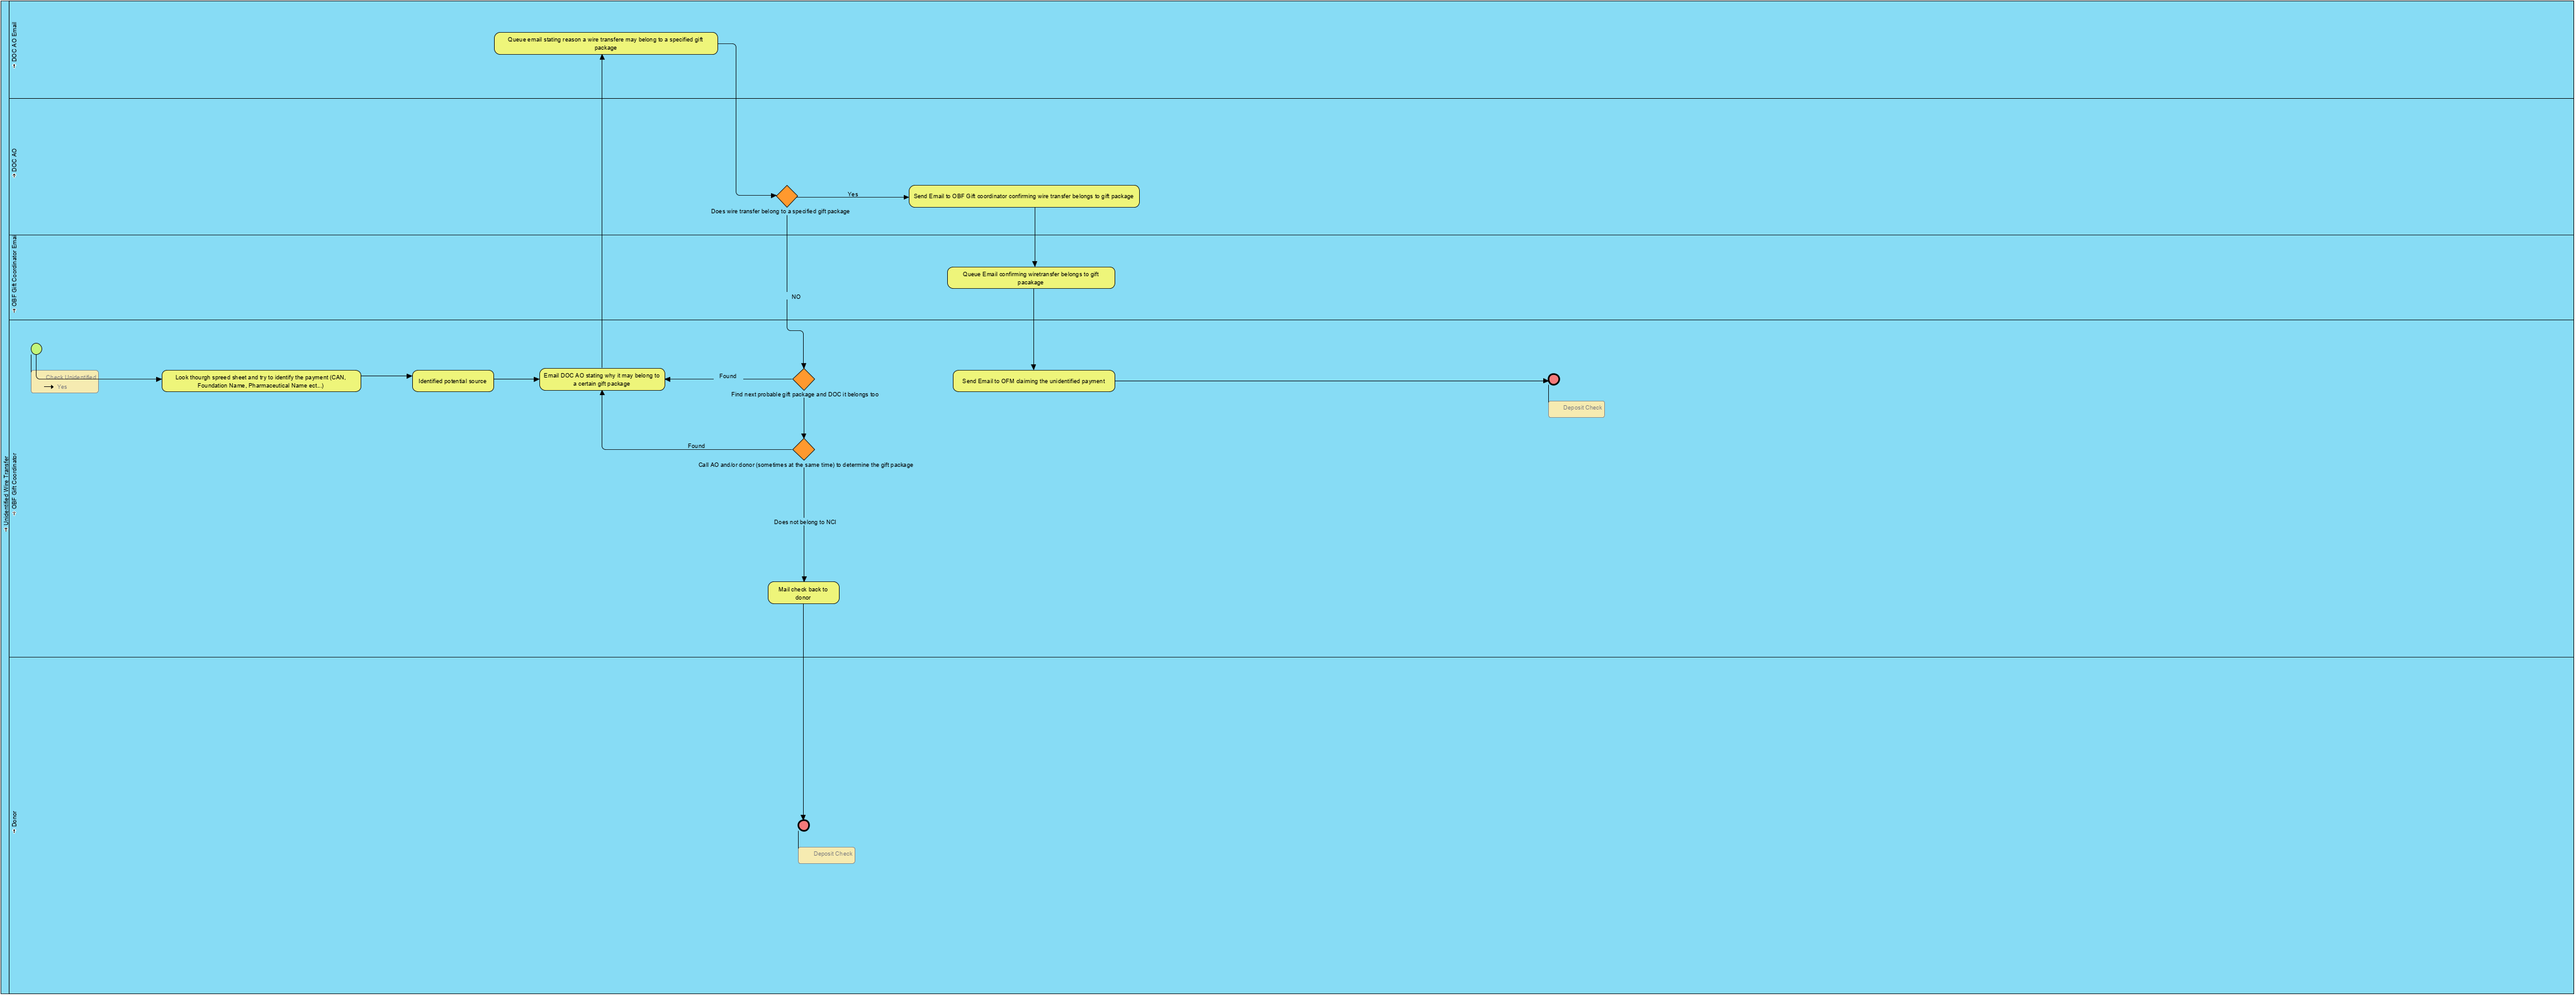 DOC AO Email
Queue email stating reason a wire transfere may belong to a specified gift
package
DOC AO
Yes
Send Email to OBF Gift coordinator confirming wire transfer belongs to gift package
Does wire transfer belong to a specified gift package
OBF Gift Coordinator Email
Queue Email confirming wiretransfer belongs to gift
pacakage
NO
Unidentified Wire Transfer
OBF Gift Coordinator
Check Unidentified
Yes
Look though spreed sheet and try to identify the payment (CAN,
Foundation Name, Pharmaceutical Name ect...)
Identified potential source
Email DOC AO stating why it may belong to
a certain gift package
Found
Find next probable gift package and DOC it belongs too
Send Email to OFM claiming the unidentified payment
Deposit Check
Found
Call AO and/or donor (sometimes at the same time) to determine the gift package
Does not belong to NCI
Mail check back to
donor
Donor
Deposit Check